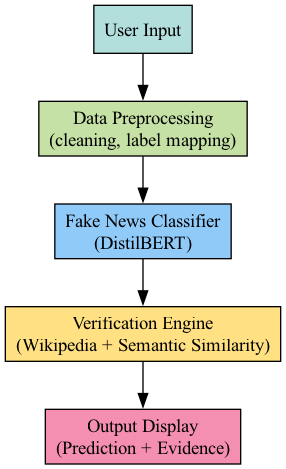 User Input
Data Preprocessing
(cleaning, label mapping)
Fake News Classifier
(DistilBERT)
Verification Engine
(Wikipedia + Semantic Similarity)
Output Display
(Prediction + Evidence)